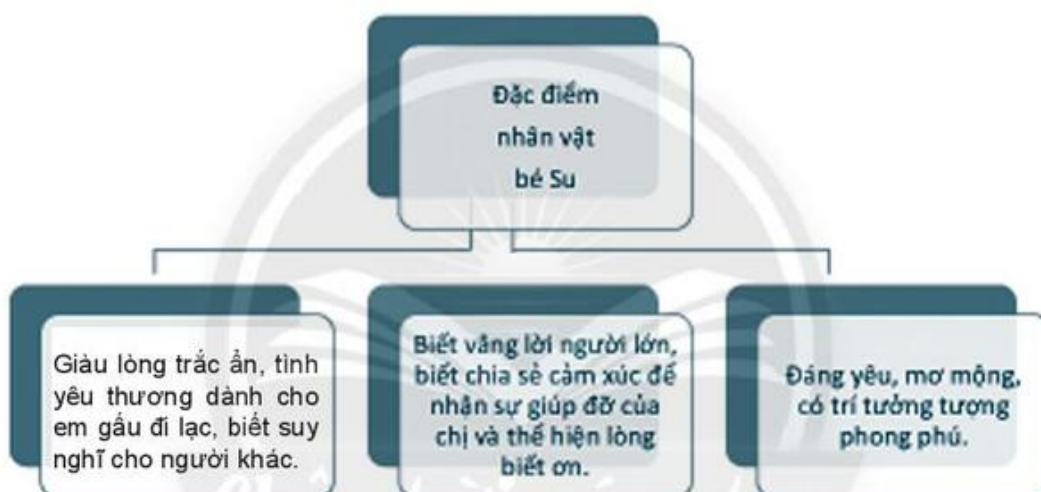 Đặc điểm
nhân vật
bé Su
Giàu lòng trắc ẩn, tình
yêu thương dành cho
em gấu đi lạc, biết suy
nghĩ cho người khác.
Biết vâng lời người lớn,
biết chia sẻ cảm xúc để
nhân sự giúp đỡ của
chị và thể hiện lòng
biết ơn.
Đáng yêu, mơ mộng,
có trí tưởng tượng
phong phú.